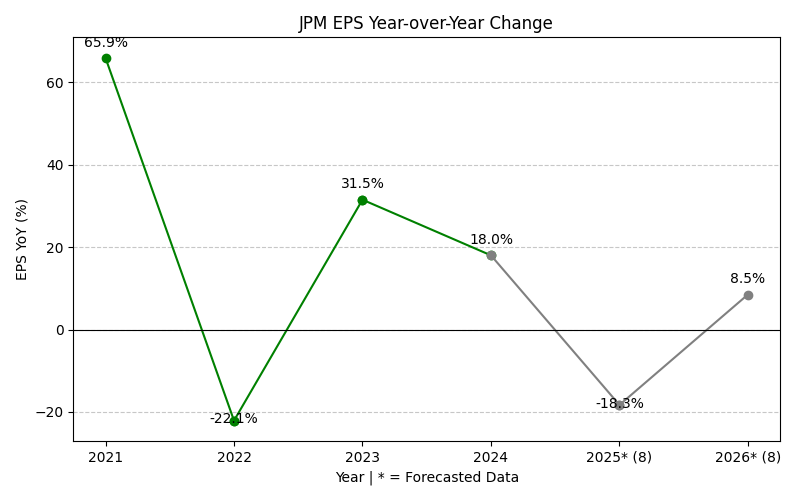 JPM EPS Year-over-Year Change
65.9%
-22.1%
31.5%
18.0%
-18.3%
8.5%
EPS YoY (%)
60
40
20
0
−20
2021 2022 2023 2024 2025* (8) 2026* (8)
Year | * = Forecasted Data